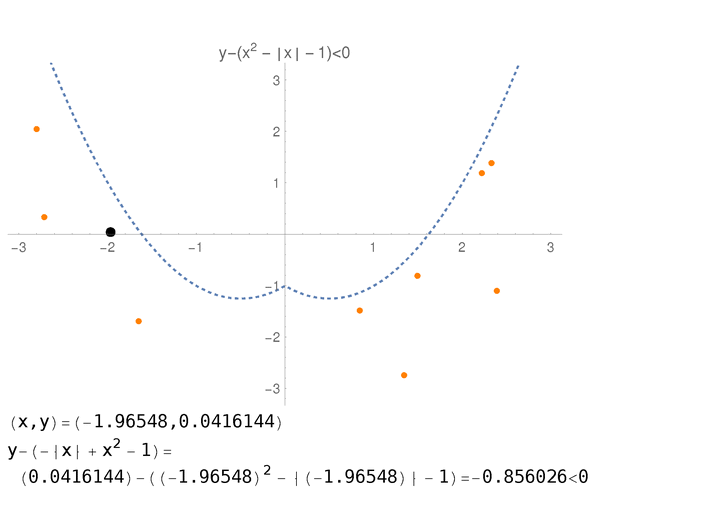 y−(x² − |x| − 1)<0
3
2
1
−3 −2 −1 1 2 3
−1
−2
−3
(x,y)=(−1.96548,0.0416144)
y−(−|x| + x² − 1)=
(0.0416144)−((−1.96548)² − |(−1.96548)| − 1)=−0.856026<0